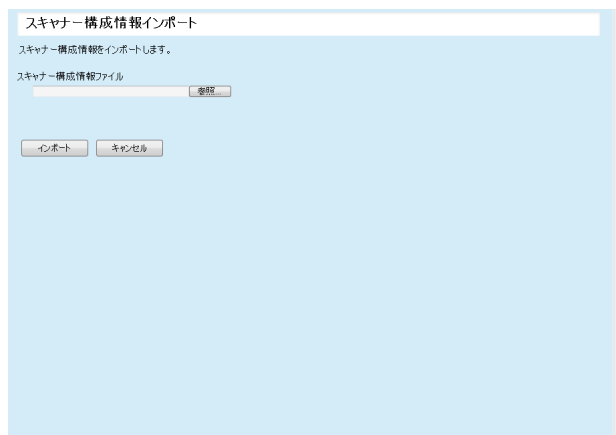 スキャナー構成情報インポート
スキャナー構成情報をインポートします。
スキャナー構成情報ファイル
参照...
インポート キャンセル